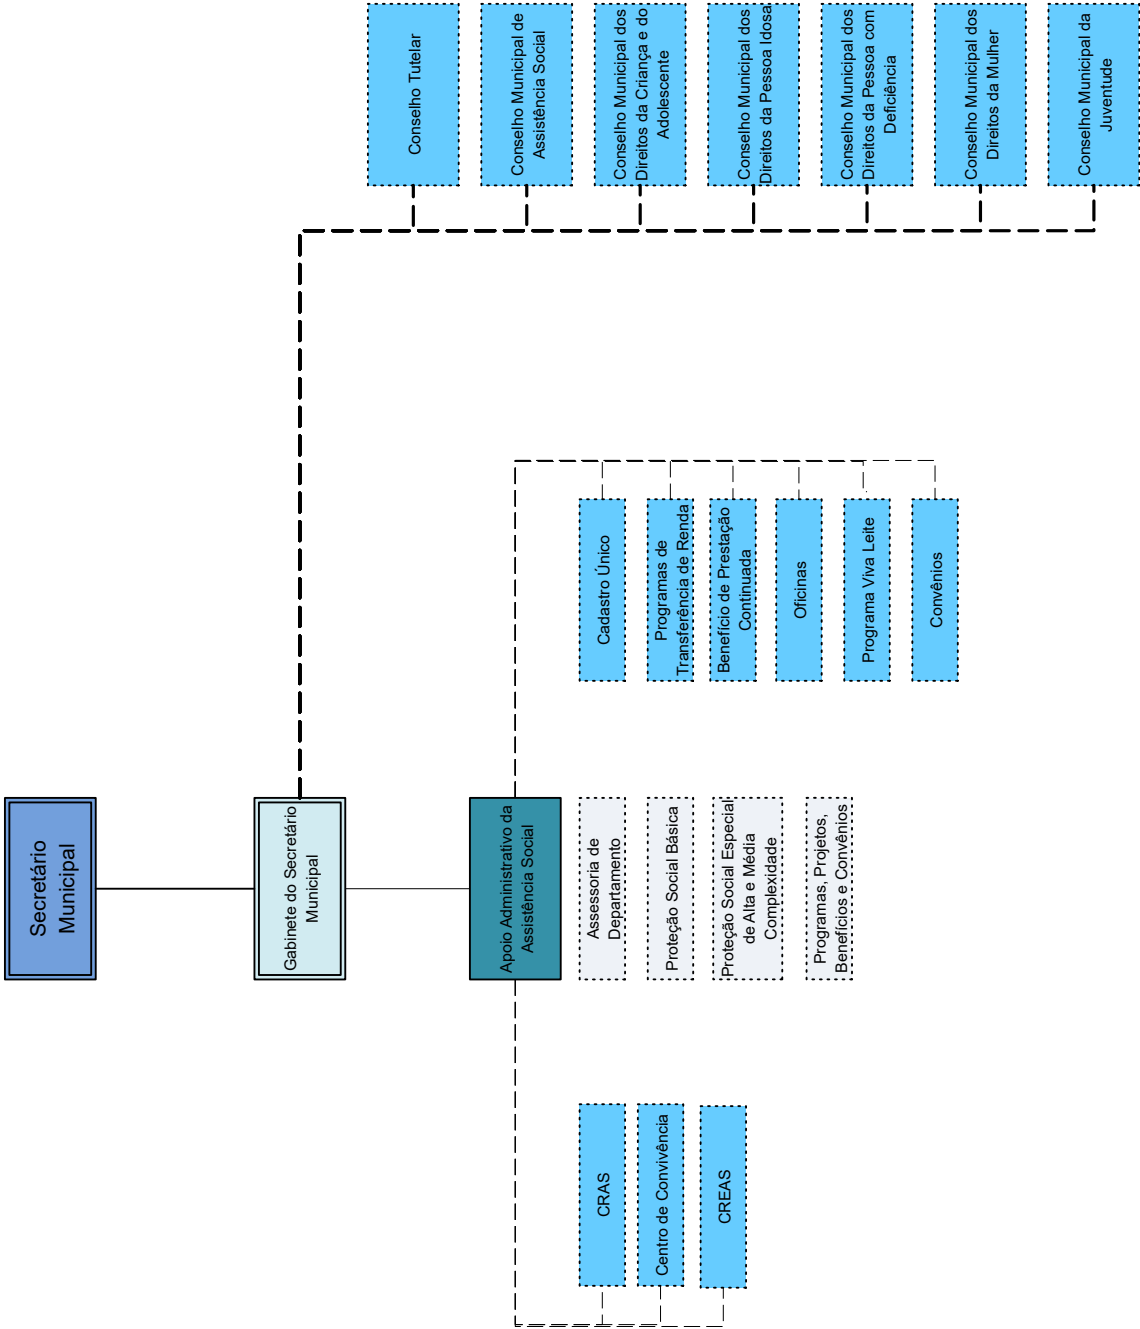 Secretário
Municipal
Gabinete do Secretário
Municipal
Conselho Tutelar
Conselho Municipal de
Assistência Social
Conselho Municipal dos
Direitos da Criança e do
Adolescente
Conselho Municipal dos
Direitos da Pessoa Idosa
Conselho Municipal dos
Direitos da Pessoa com
Deficiência
Conselho Municipal dos
Direitos da Mulher
Conselho Municipal da
Juventude
Apoio Administrativo da
Assistência Social
CRAS
Centro de Convivência
CREAS
Assessoria de
Departamento
Proteção Social Básica
Proteção Social Especial
de Alta e Média
Complexidade
Programas, Projetos,
Benefícios e Convênios
Cadastro Único
Programas de
Transferência de Renda
Benefício de Prestação
Continuada
Oficinas
Programa Viva Leite
Convênios